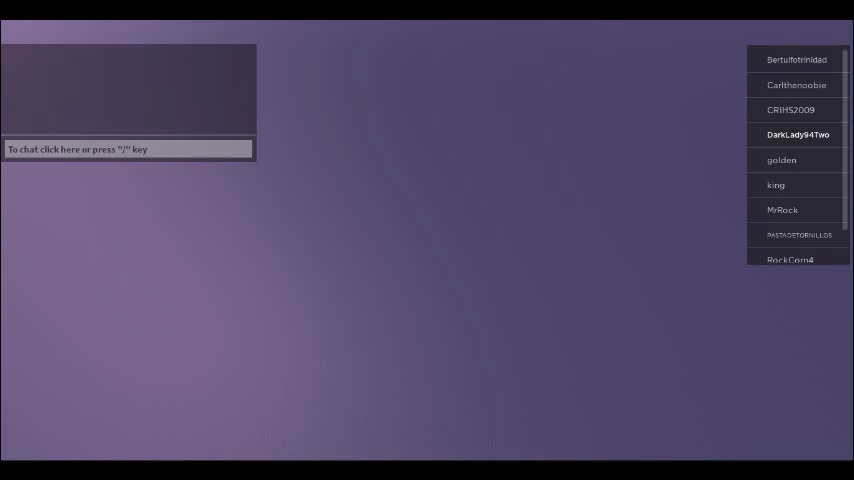 To chat click here or press "/" key
Bertulfotrinidad
Carlthenoobie
CRIHS2009
DarkLady94Two
golden
king
MrRock
PASTADETORNILLOS
RockCorn4